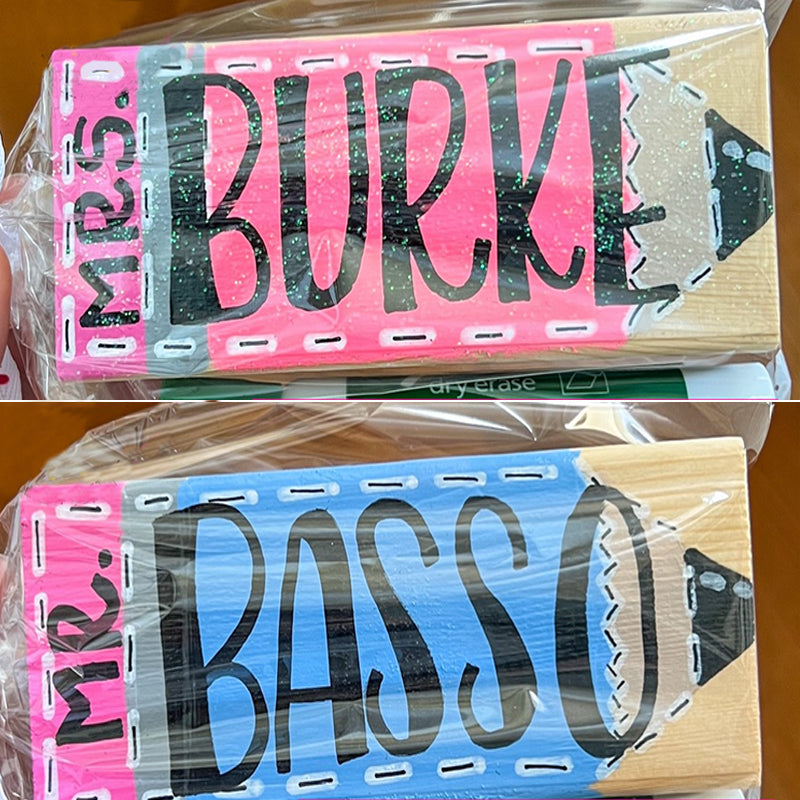 MRS.
BURKE
dry erase
MR.
BASSO